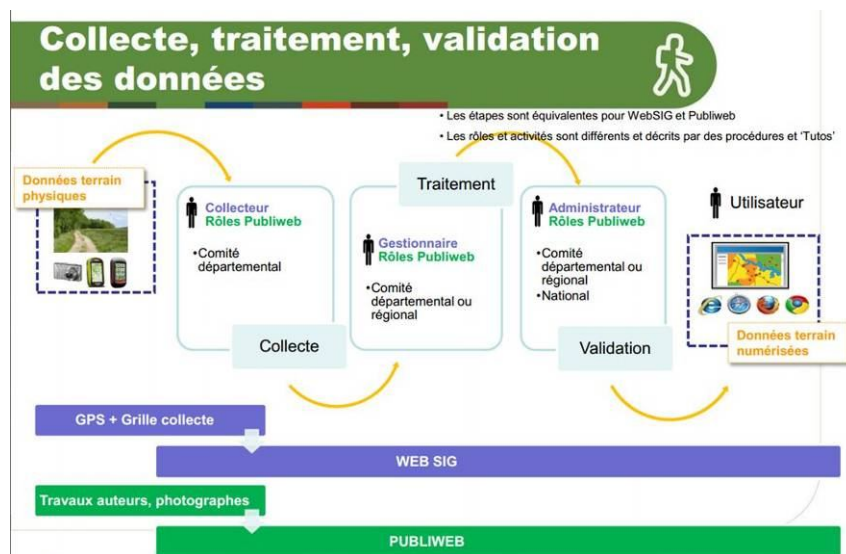 Collecte, traitement, validation
des données
• Les étapes sont équivalentes pour WebSIG et Publiweb
• Les rôles et activités sont différents et décrits par des procédures et ‘Tutos’
Données terrain
physiques
Collecteur
Rôles Publiweb
•Comité
départemental
Collecte
Traitement
Gestionnaire
Rôles Publiweb
•Comité
départemental ou
régional
Administrateur
Rôles Publiweb
•Comité
départemental ou
régional
•National
Validation
Utilisateur
Données terrain
numérisées
GPS + Grille collecte
WEB SIG
Travaux auteurs, photographes
PUBLIWEB